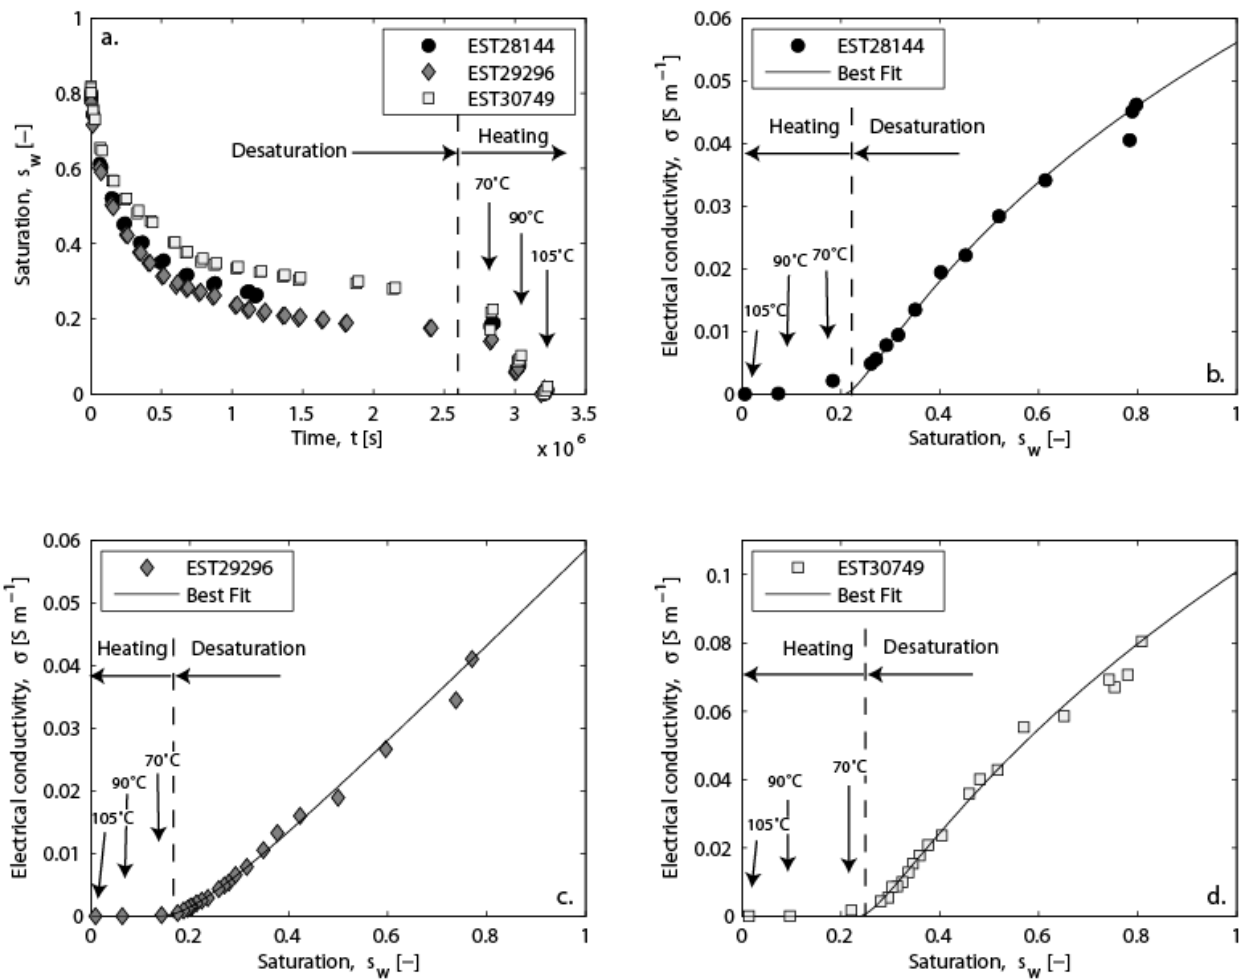 a.
EST28144
EST29296
EST30749
Desaturation
Heating
70°C
90°C
105°C
1
0.8
0.6
0.4
0.2
0
Saturation, s_w [–]
0 0.5 1 1.5 2 2.5 3 3.5
Time, t [s]
x 10^6
EST28144
Best Fit
Heating
Desaturation
70°C
90°C
105°C
b.
0.06
0.05
0.04
0.03
0.02
0.01
0
Electrical conductivity, σ [S m^−1]
0 0.2 0.4 0.6 0.8 1
Saturation, s_w [–]
EST29296
Best Fit
Heating
Desaturation
70°C
90°C
105°C
c.
0.06
0.05
0.04
0.03
0.02
0.01
0
Electrical conductivity, σ [S m^−1]
0 0.2 0.4 0.6 0.8 1
Saturation, s_w [–]
EST30749
Best Fit
Heating
Desaturation
70°C
90°C
105°C
d.
0.1
0.08
0.06
0.04
0.02
0
Electrical conductivity, σ [S m^−1]
0 0.2 0.4 0.6 0.8 1
Saturation, s_w [–]